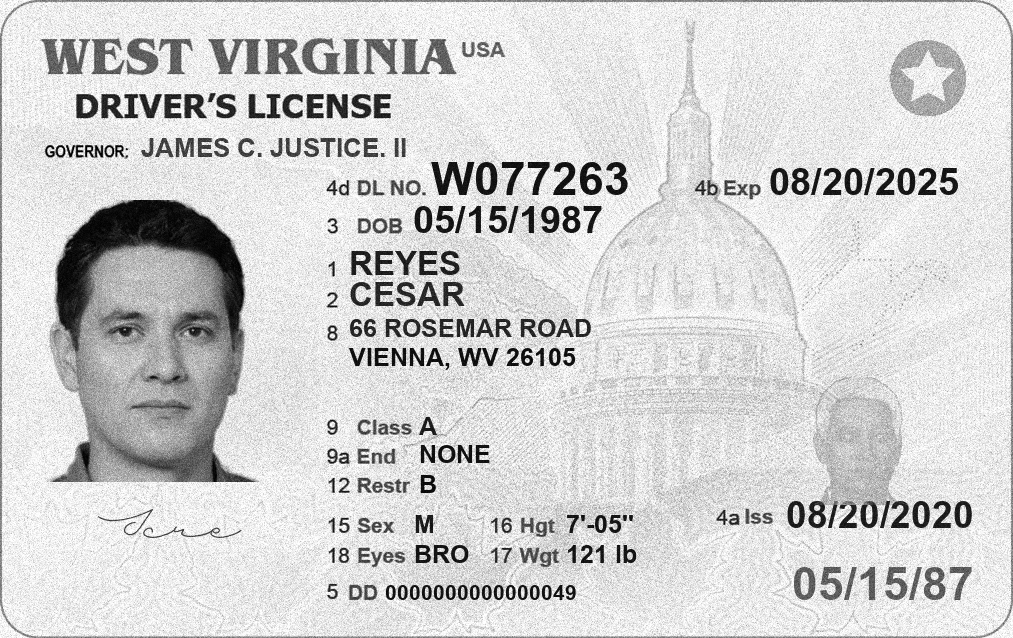 WEST VIRGINIA USA
DRIVER'S LICENSE
GOVERNOR: JAMES C. JUSTICE. II
4d DL NO. W077263 4b Exp 08/20/2025
3 DOB 05/15/1987
1 REYES
2 CESAR
8 66 ROSEMAR ROAD
VIENNA, WV 26105
9 Class A
9a End NONE
12 Restr B
15 Sex M 16 Hgt 7'-05" 4a Iss 08/20/2020
18 Eyes BRO 17 Wgt 121 lb
5 DD 0000000000000049
05/15/87